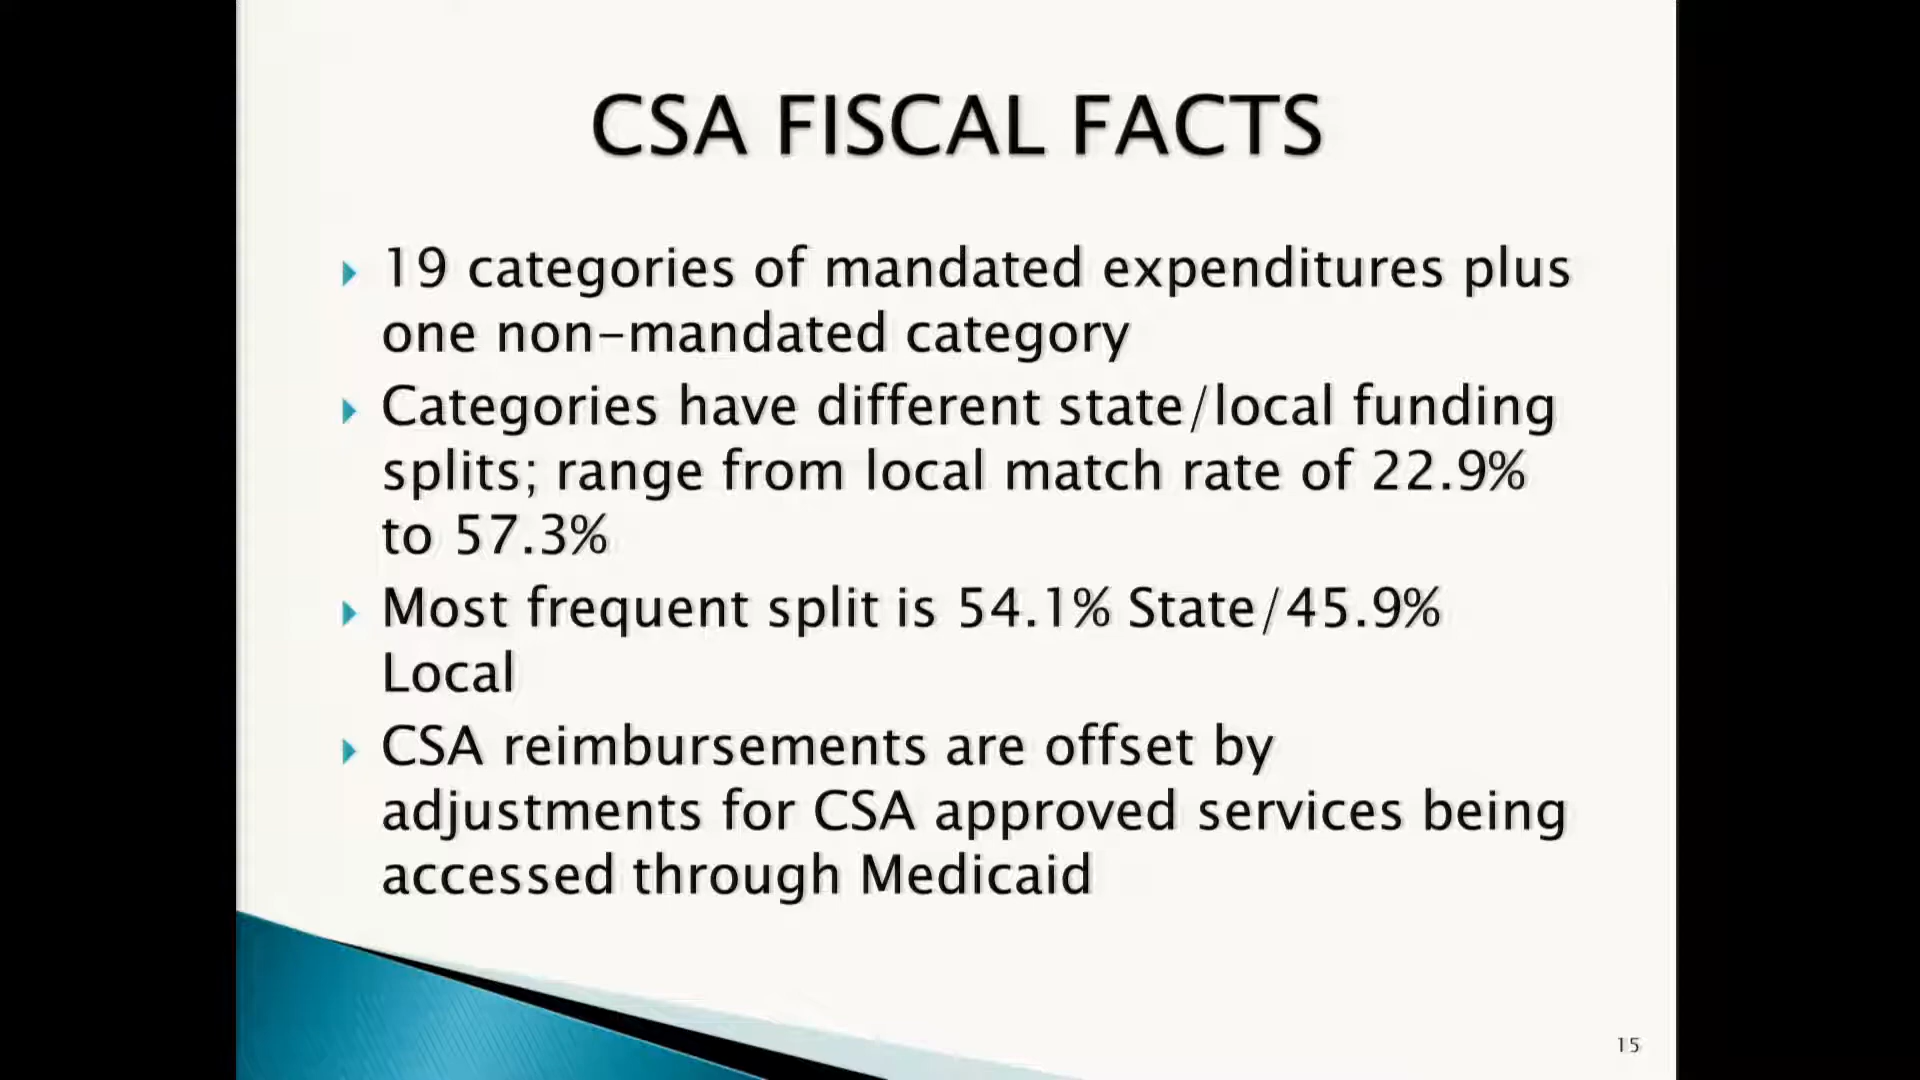 CSA FISCAL FACTS
19 categories of mandated expenditures plus
one non-mandated category
Categories have different state/local funding
splits; range from local match rate of 22.9%
to 57.3%
Most frequent split is 54.1% State/45.9%
Local
CSA reimbursements are offset by
adjustments for CSA approved services being
accessed through Medicaid
15